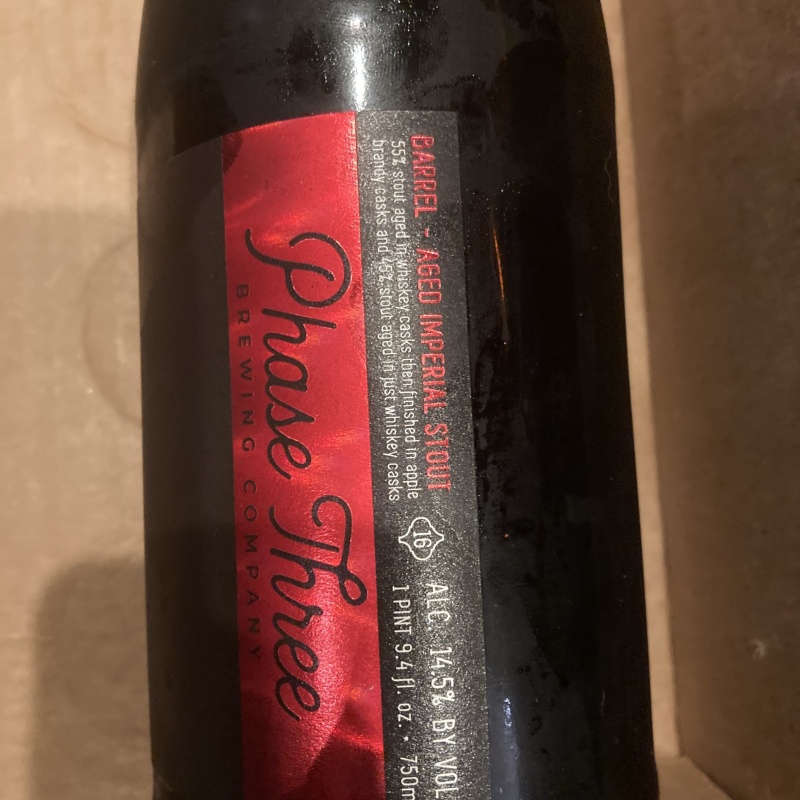 BARREL - AGED IMPERIAL STOUT
55% stout aged in whiskey casks then finished in apple
brandy casks and 45% stout aged in just whiskey casks
16
ALC. 14.5% BY VOL
1 PINT 9.4 fl. oz. • 750m
Phase Three
BREWING COMPANY